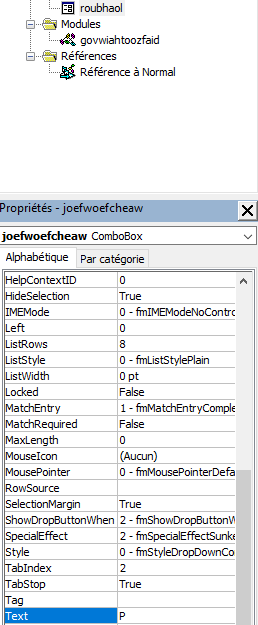 roubhaol
Modules
govwiahtoozfaid
Références
Référence à Normal
Propriétés - joefwoefcheaw
joefwoefcheaw ComboBox
Alphabétique Par catégorie
HelpContextID 0
HideSelection True
IMEMode 0 - fmIMEModeNoContro
Left 0
ListRows 8
ListStyle 0 - fmListStylePlain
ListWidth 0 pt
Locked False
MatchEntry 1 - fmMatchEntryComple
MatchRequired False
MaxLength 0
MouseIcon (Aucun)
MousePointer 0 - fmMousePointerDefa
RowSource
SelectionMargin True
ShowDropButtonWhen 2 - fmShowDropButtonW
SpecialEffect 2 - fmSpecialEffectSunke
Style 0 - fmStyleDropDownCo
TabIndex 2
TabStop True
Tag
Text P